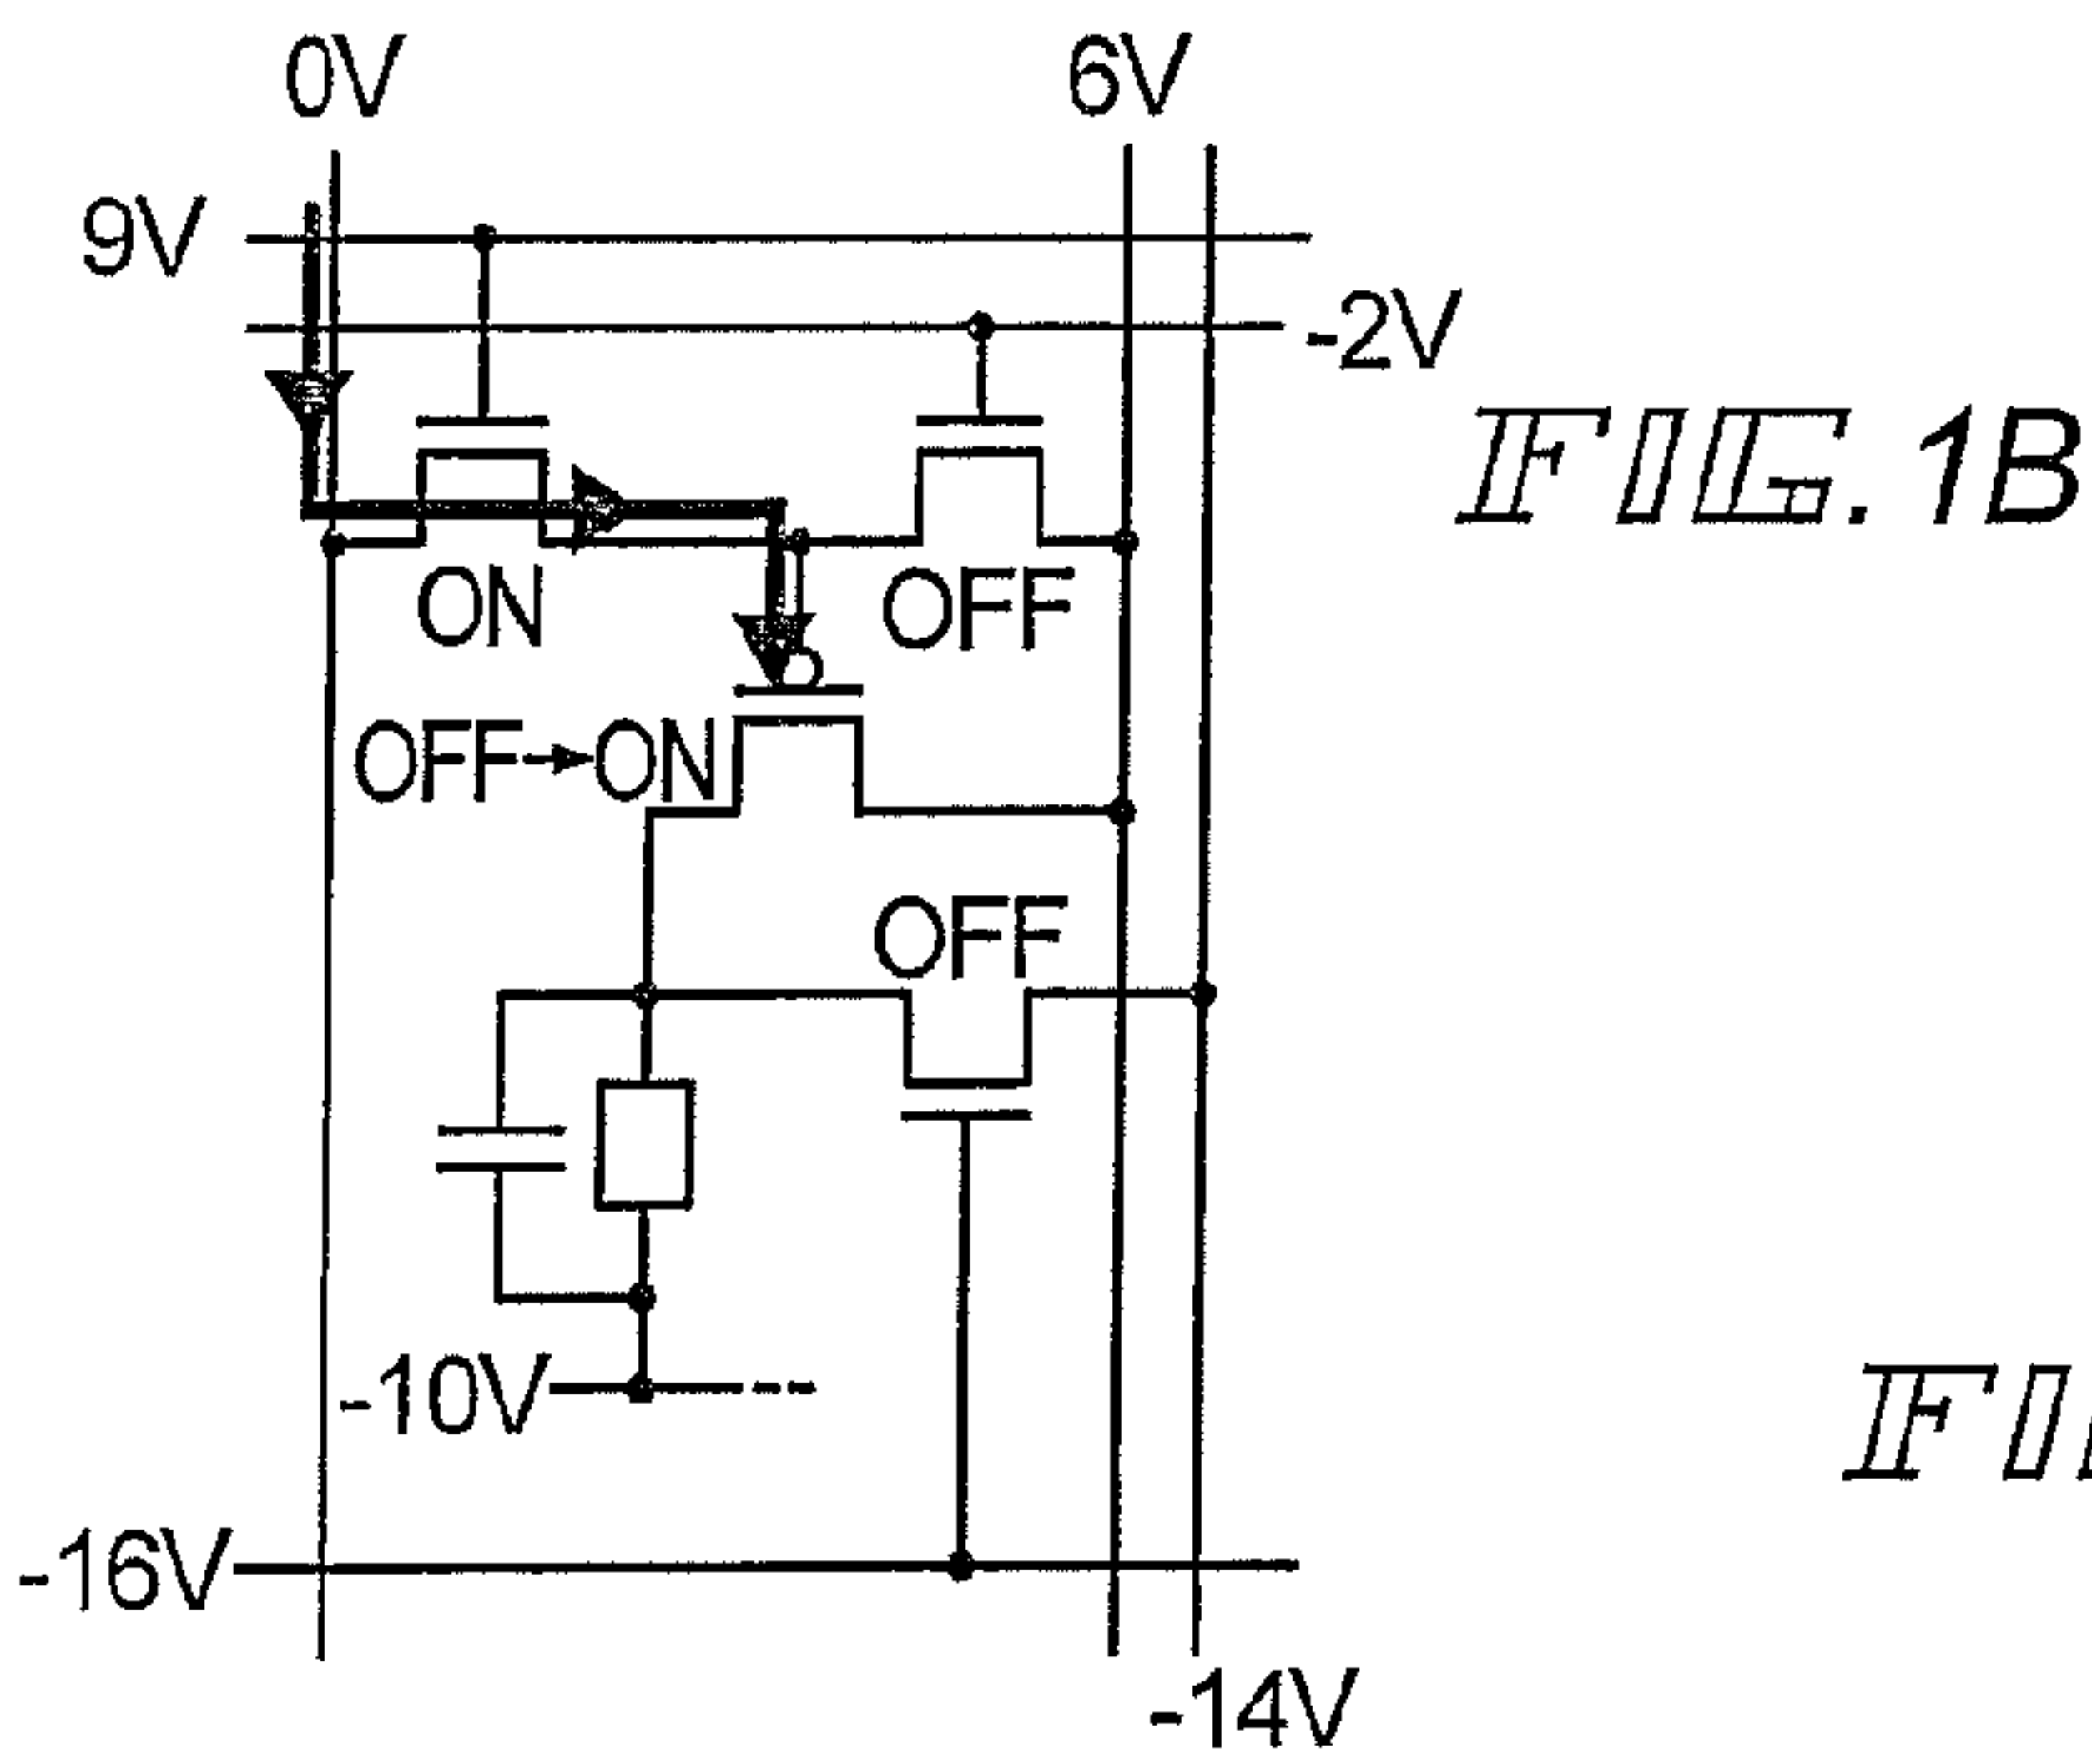 0V
6V
9V
-2V
FIG. 1B
ON
OFF
OFF→ON
OFF
-10V
-16V
-14V